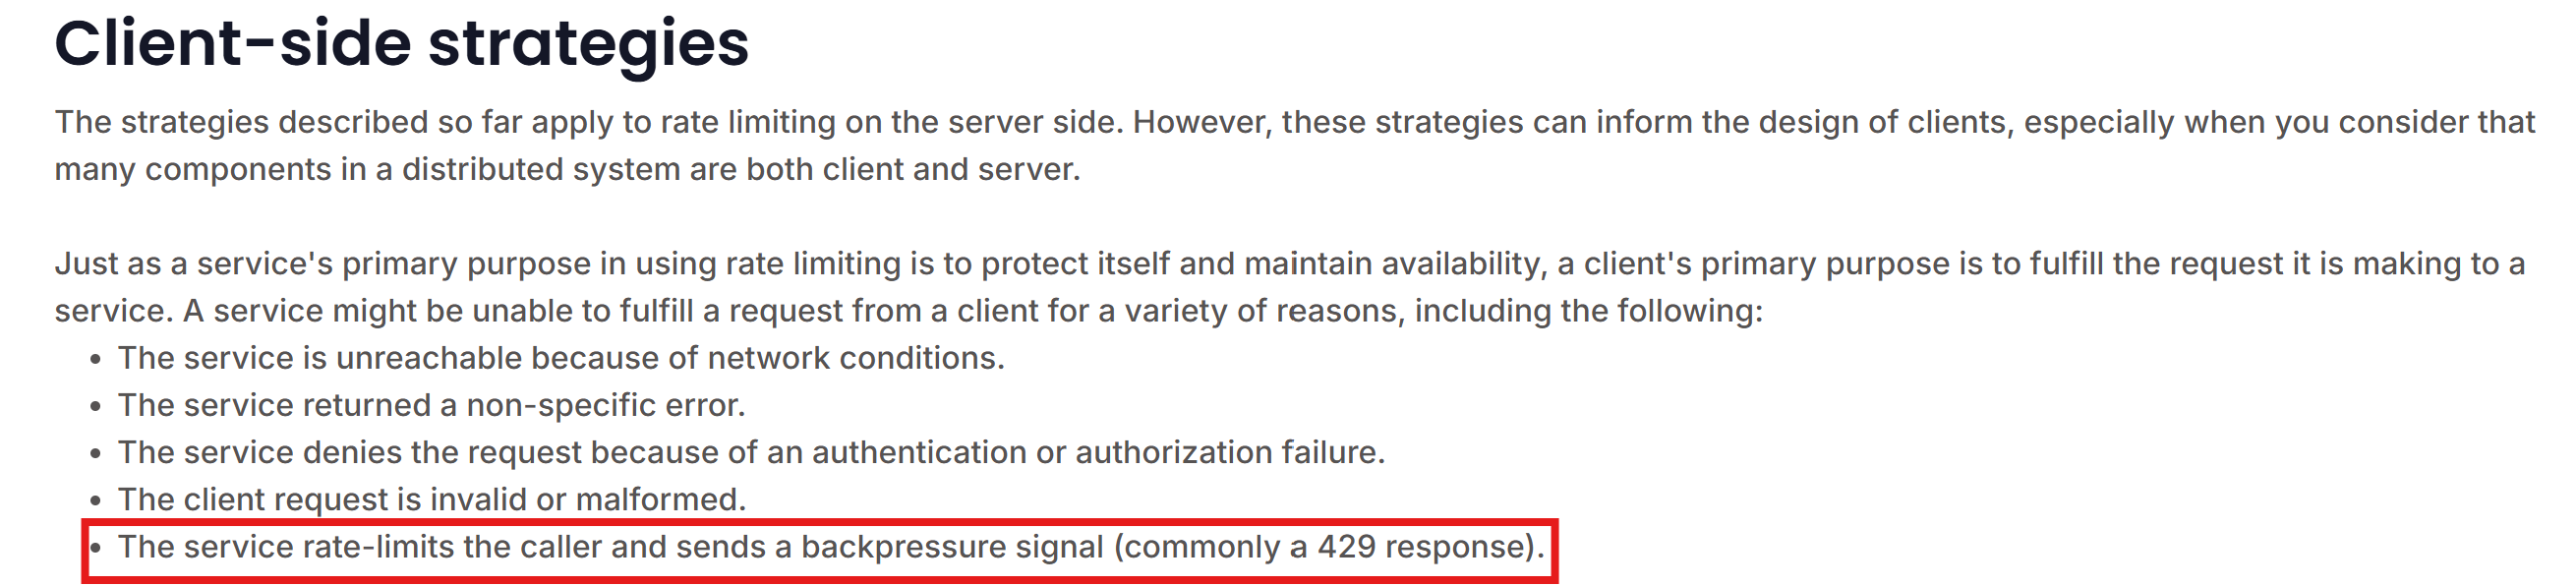 Client-side strategies
The strategies described so far apply to rate limiting on the server side. However, these strategies can inform the design of clients, especially when you consider that
many components in a distributed system are both client and server.
Just as a service's primary purpose in using rate limiting is to protect itself and maintain availability, a client's primary purpose is to fulfill the request it is making to a
service. A service might be unable to fulfill a request from a client for a variety of reasons, including the following:
• The service is unreachable because of network conditions.
• The service returned a non-specific error.
• The service denies the request because of an authentication or authorization failure.
• The client request is invalid or malformed.
• The service rate-limits the caller and sends a backpressure signal (commonly a 429 response).